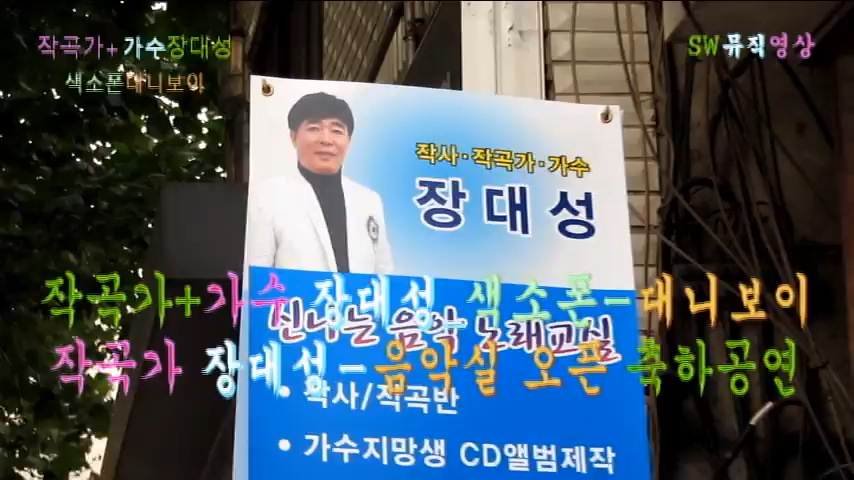 작곡가+가수장대성
색소폰대니보이
SW뮤직영상
작사·작곡가·가수
장대성
작곡가+가수 장대성 색소폰-대니보이
신나는 음악 노래교실
작곡가 장대성-음악실 오픈 축하공연
• 작사/작곡반
• 가수지망생 CD앨범제작